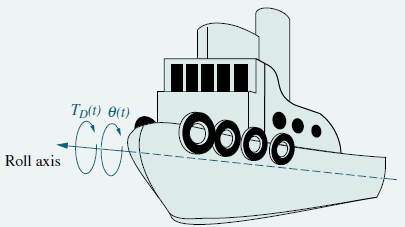 T_D(t) θ(t)
Roll axis